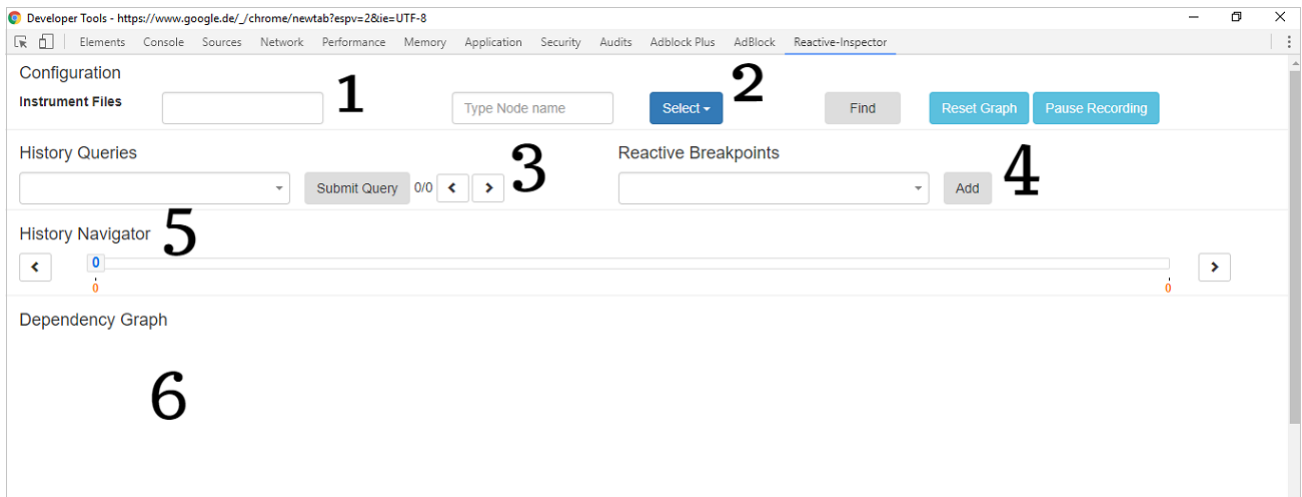 Developer Tools - https://www.google.de/_/chrome/newtab?espv=2&ie=UTF-8
Elements Console Sources Network Performance Memory Application Security Audits Adblock Plus AdBlock Reactive-Inspector
Configuration
Instrument Files 1 Type Node name Select 2 Find Reset Graph Pause Recording
History Queries 3 Reactive Breakpoints 4
Submit Query 0/0 Add
History Navigator 5
0
0 0
Dependency Graph
6